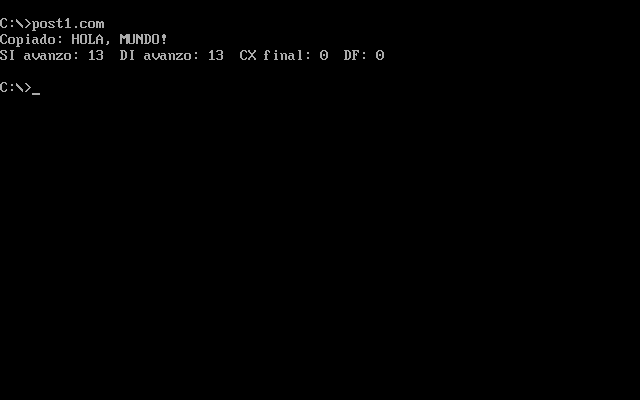 C:\>post1.com
Copiado: HOLA, MUNDO!
SI avanzo: 13  DI avanzo: 13  CX final: 0  DF: 0
C:\>_